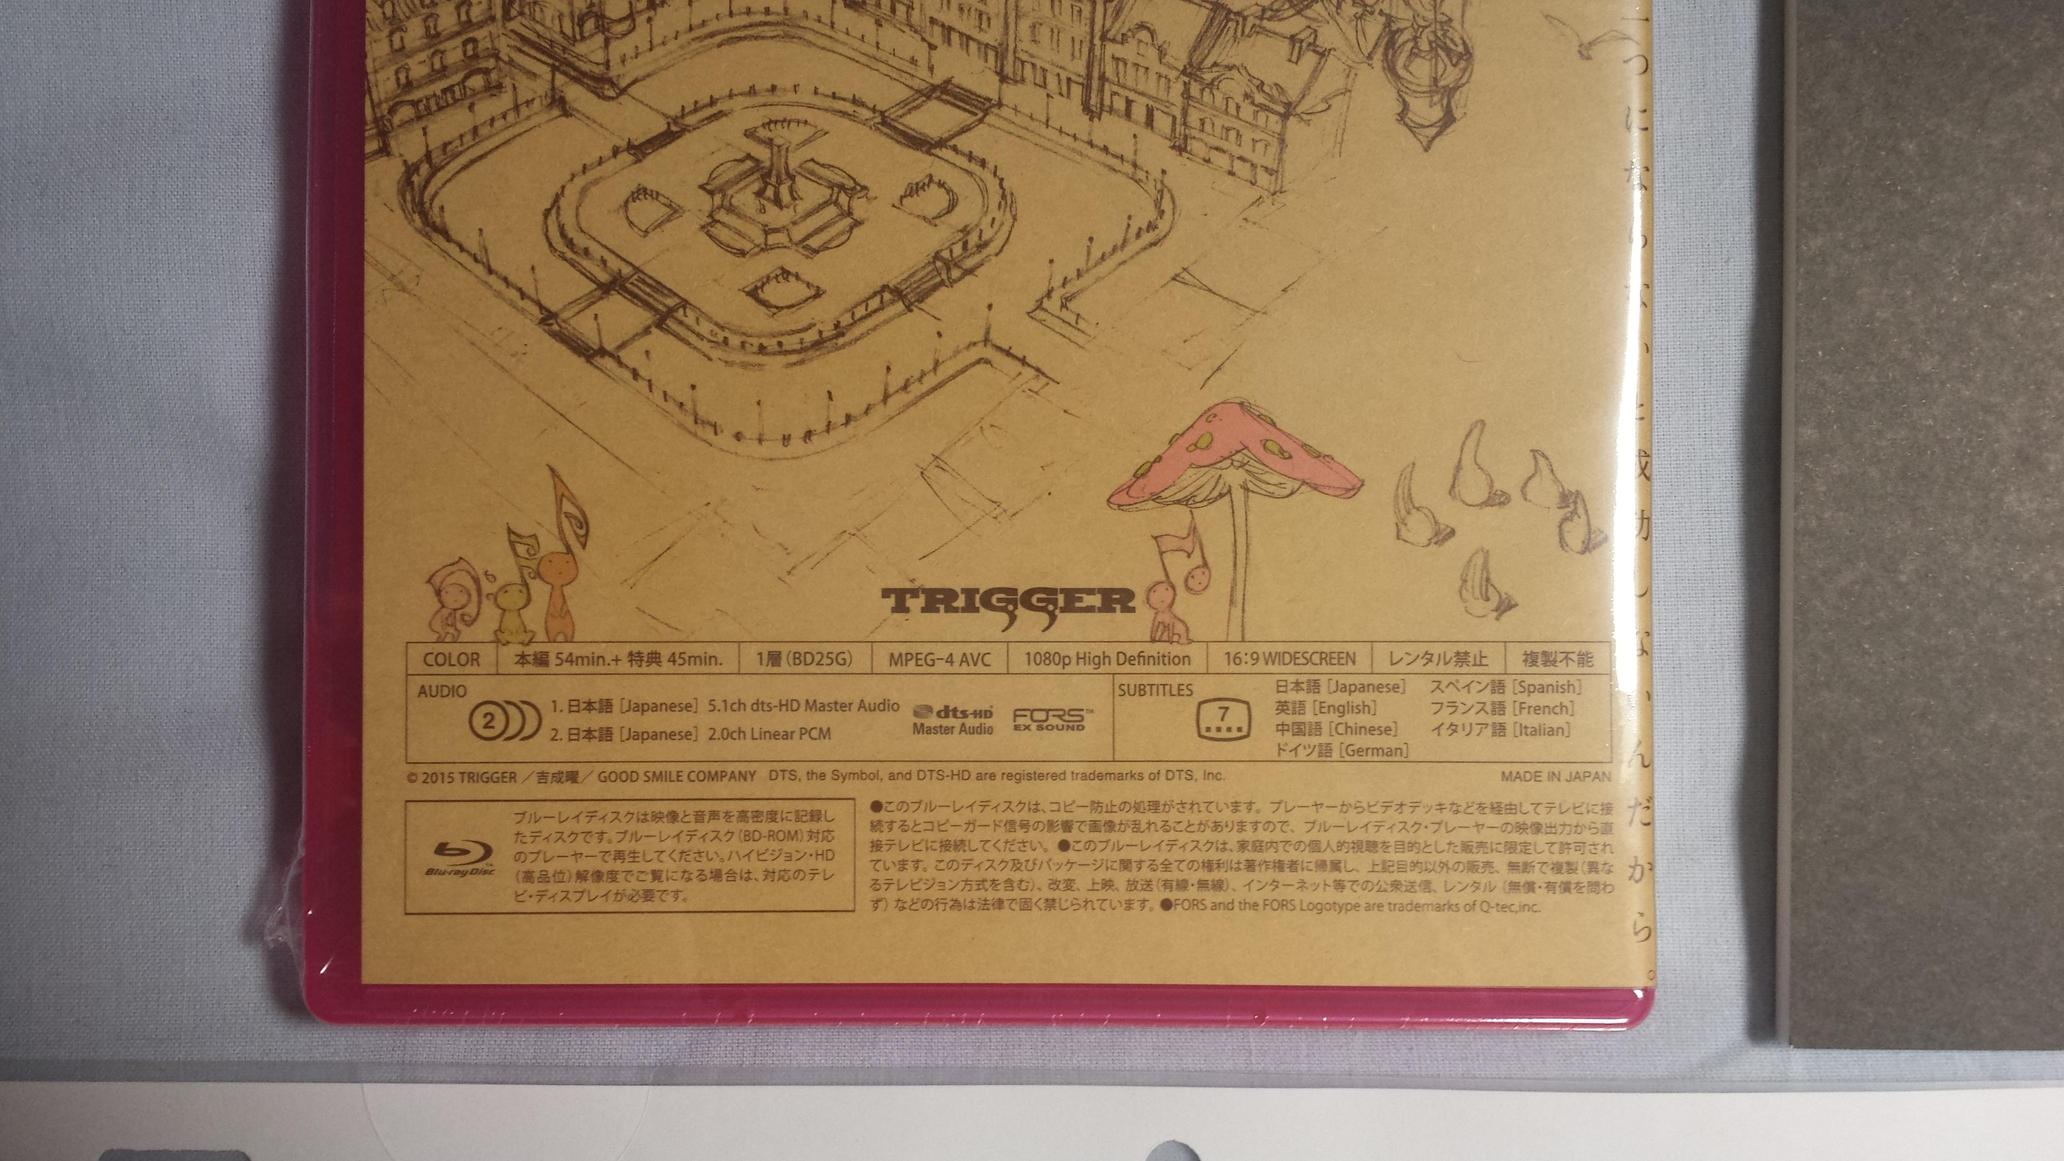 一つにならないと成功しないんだから。
TRIGGER
COLOR 本編 54min.+ 特典 45min. 1層(BD25G) MPEG-4 AVC 1080p High Definition 16:9 WIDESCREEN レンタル禁止 複製不能
AUDIO
2
1. 日本語［Japanese］ 5.1ch dts-HD Master Audio
2. 日本語［Japanese］ 2.0ch Linear PCM
dts-HD
Master Audio
FORS™
EX SOUND
SUBTITLES
7
日本語［Japanese］ スペイン語［Spanish］
英語［English］ フランス語［French］
中国語［Chinese］ イタリア語［Italian］
ドイツ語［German］
© 2015 TRIGGER ／吉成曜／ GOOD SMILE COMPANY DTS, the Symbol, and DTS-HD are registered trademarks of DTS, Inc. MADE IN JAPAN
Blu-ray Disc™
ブルーレイディスクは映像と音声を高密度に記録し
たディスクです。ブルーレイディスク(BD-ROM)対応
のプレーヤーで再生してください。ハイビジョン・HD
(高品位)解像度でご覧になる場合は、対応のテレ
ビ・ディスプレイが必要です。
●このブルーレイディスクは、コピー防止の処理がされています。プレーヤーからビデオデッキなどを経由してテレビに接
続するとコピーガード信号の影響で画像が乱れることがありますので、ブルーレイディスク・プレーヤーの映像出力から直
接テレビに接続してください。●このブルーレイディスクは、家庭内での個人的視聴を目的とした販売に限定して許可され
ています。このディスク及びパッケージに関する全ての権利は著作権者に帰属し、上記目的以外の販売、無断で複製(異な
るテレビジョン方式を含む)、改変、上映、放送(有線・無線)、インターネット等での公衆送信、レンタル（無償・有償を問わ
ず）などの行為は法律で固く禁じられています。●FORS and the FORS Logotype are trademarks of Q-tec,inc.